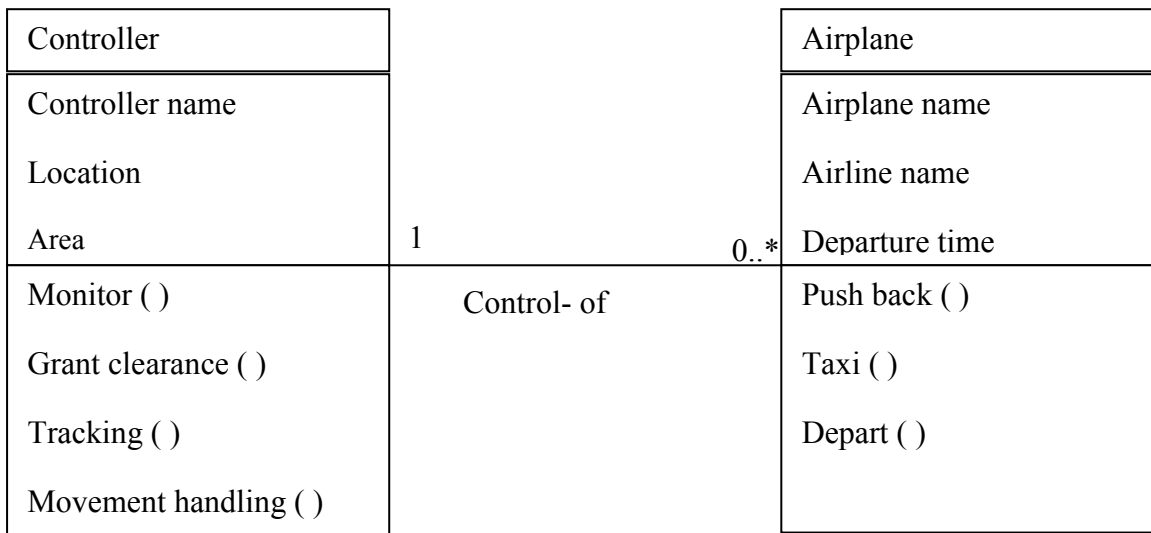 Controller
Controller name
Location
Area
Monitor ( )
Grant clearance ( )
Tracking ( )
Movement handling ( )
1
0..*
Control- of
Airplane
Airplane name
Airline name
Departure time
Push back ( )
Taxi ( )
Depart ( )